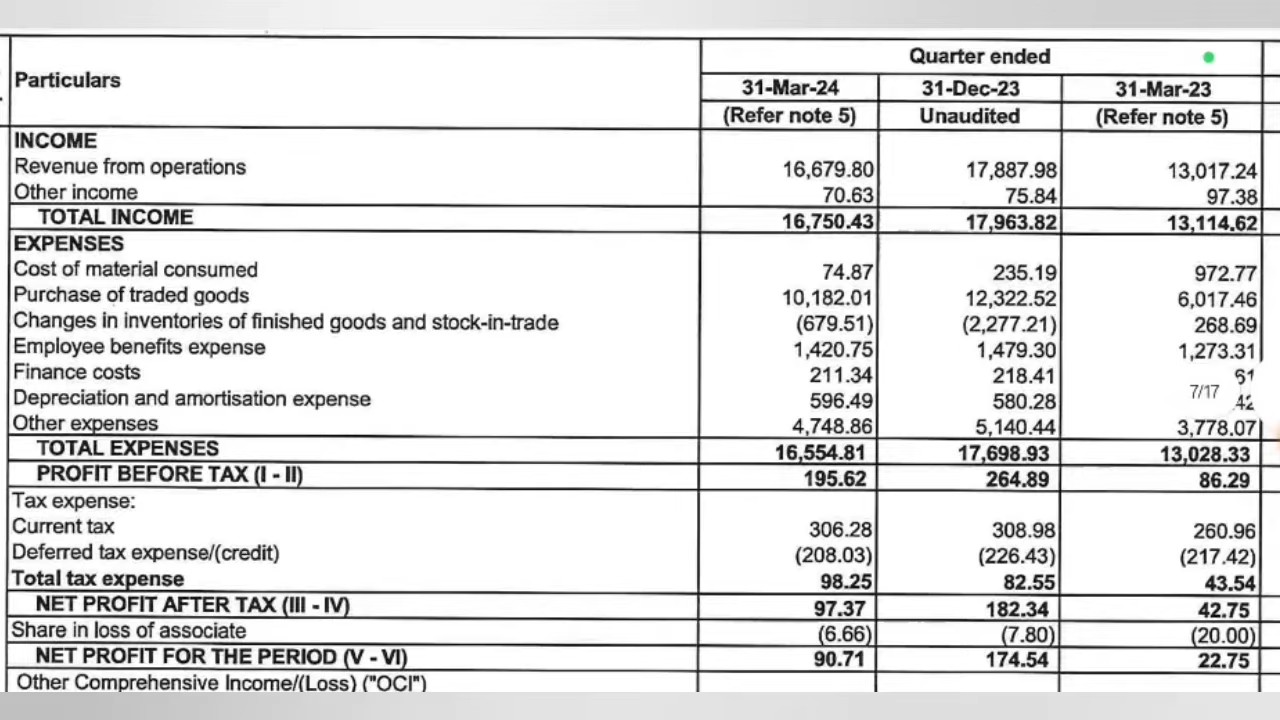 Quarter ended
Particulars 31-Mar-24 31-Dec-23 31-Mar-23
(Refer note 5) Unaudited (Refer note 5)
INCOME
Revenue from operations 16,679.80 17,887.98 13,017.24
Other income 70.63 75.84 97.38
TOTAL INCOME 16,750.43 17,963.82 13,114.62
EXPENSES
Cost of material consumed 74.87 235.19 972.77
Purchase of traded goods 10,182.01 12,322.52 6,017.46
Changes in inventories of finished goods and stock-in-trade (679.51) (2,277.21) 268.69
Employee benefits expense 1,420.75 1,479.30 1,273.31
Finance costs 211.34 218.41 61
7/17
Depreciation and amortisation expense 596.49 580.28 .42
Other expenses 4,748.86 5,140.44 3,778.07
TOTAL EXPENSES 16,554.81 17,698.93 13,028.33
PROFIT BEFORE TAX (I - II) 195.62 264.89 86.29
Tax expense:
Current tax 306.28 308.98 260.96
Deferred tax expense/(credit) (208.03) (226.43) (217.42)
Total tax expense 98.25 82.55 43.54
NET PROFIT AFTER TAX (III - IV) 97.37 182.34 42.75
Share in loss of associate (6.66) (7.80) (20.00)
NET PROFIT FOR THE PERIOD (V - VI) 90.71 174.54 22.75
Other Comprehensive Income/(Loss) ("OCI")